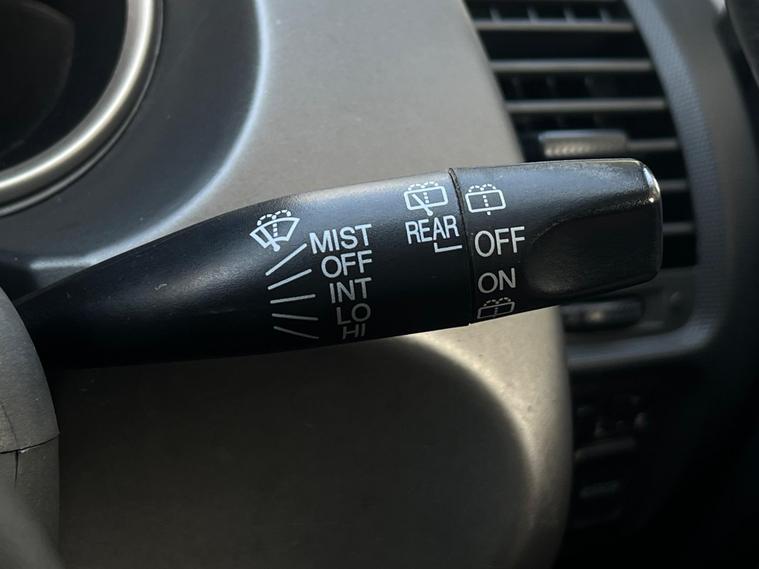 MIST
OFF
INT
LO
HI
REAR
OFF
ON